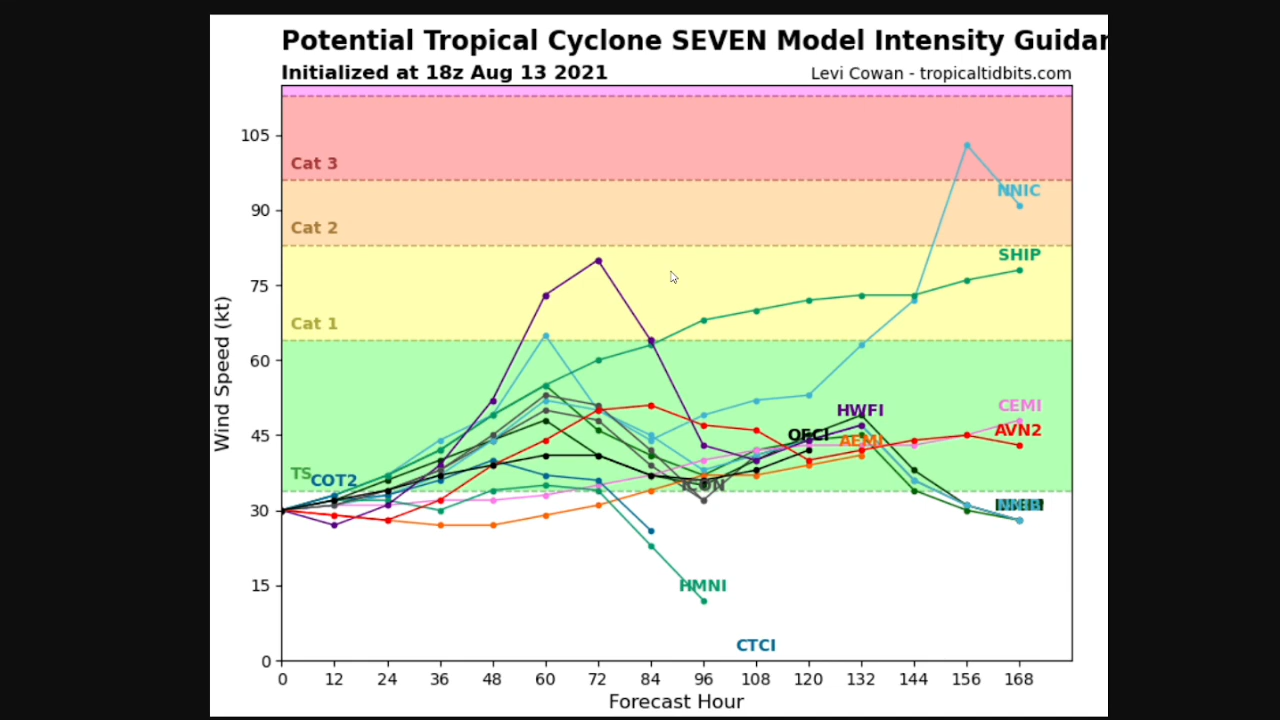 Potential Tropical Cyclone SEVEN Model Intensity Guidan
Initialized at 18z Aug 13 2021
Levi Cowan - tropicaltidbits.com
105
Cat 3
NNIC
90
Cat 2
SHIP
75
Cat 1
60
CEMI
HWFI
45
OFCI
AEMI
AVN2
TS
COT2
30
15
HMNI
CTCI
0
Wind Speed (kt)
0 12 24 36 48 60 72 84 96 108 120 132 144 156 168
Forecast Hour